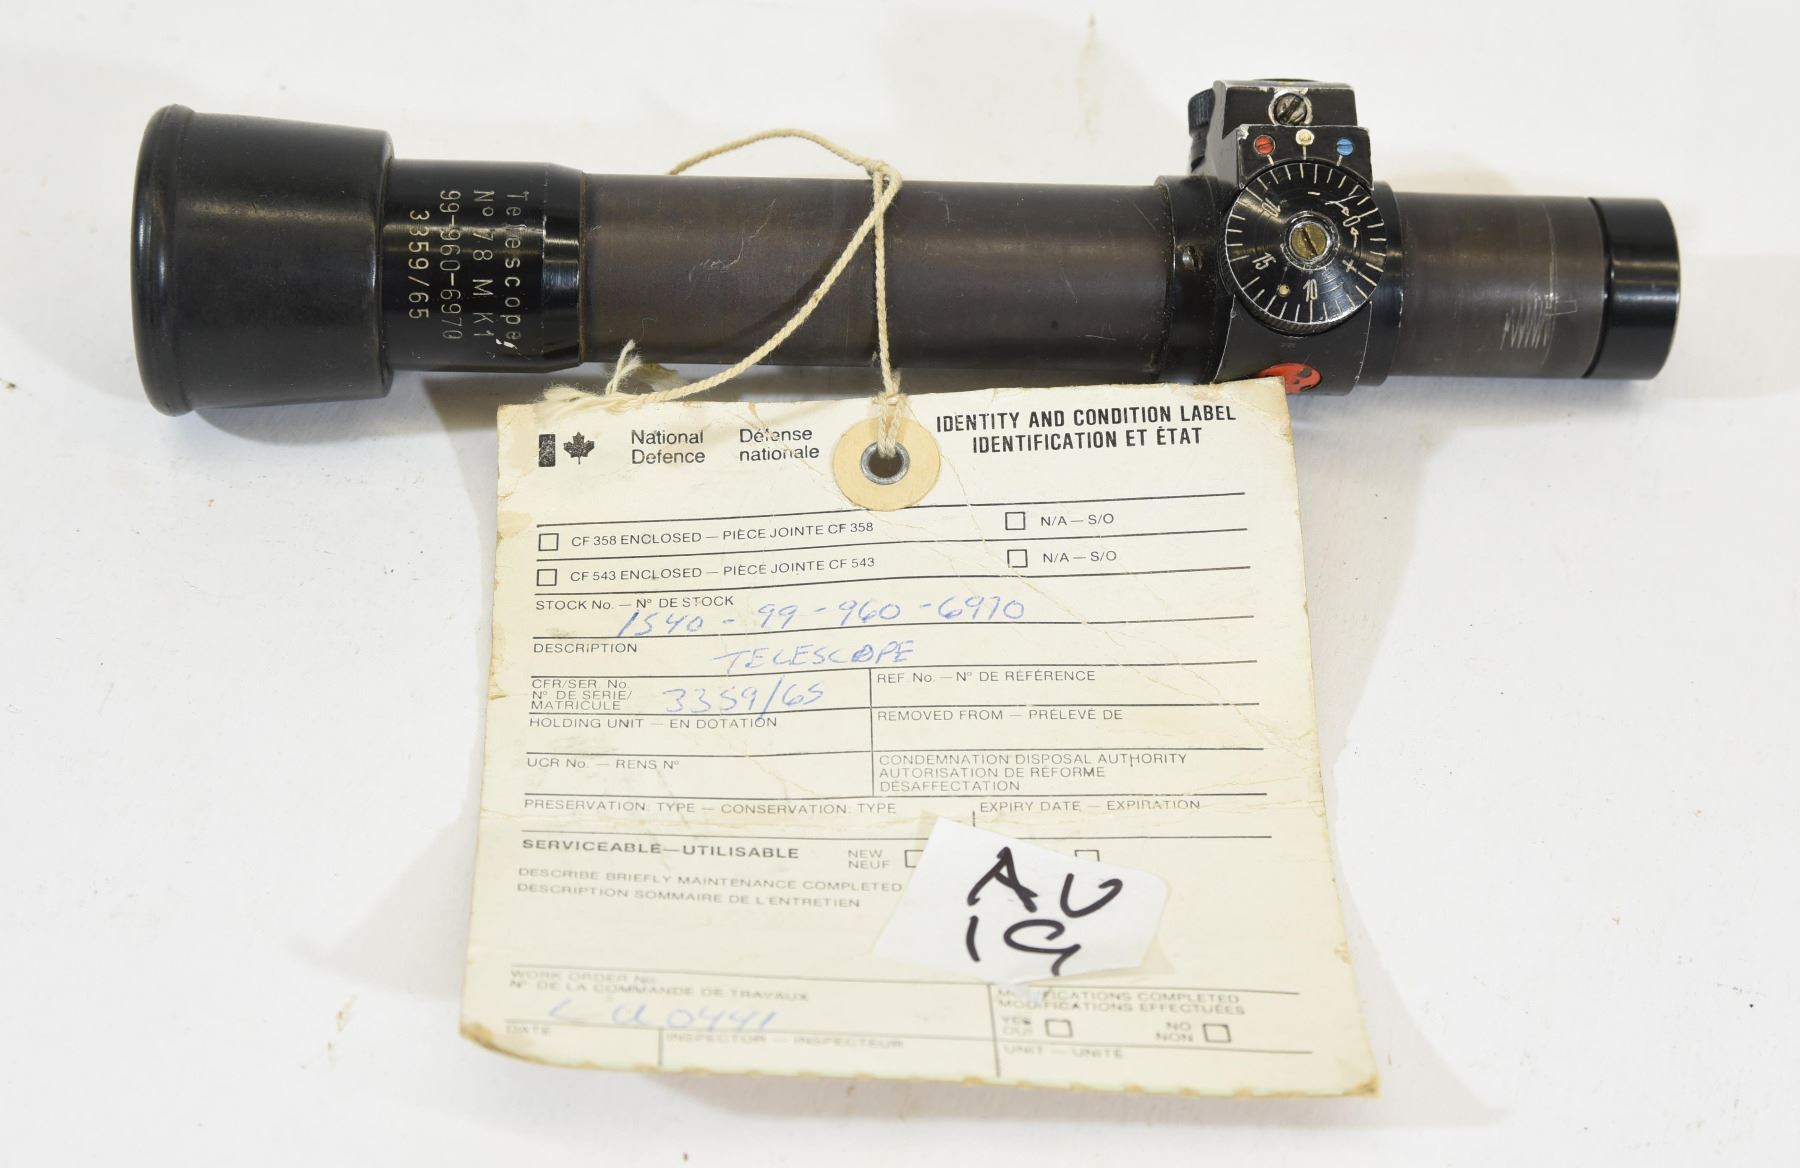 Telescope
No 78 M K1
99-960-6970
3359/65
-
10
0
15
10
+
National Defence
Défense nationale
IDENTITY AND CONDITION LABEL
IDENTIFICATION ET ÉTAT
CF 358 ENCLOSED — PIÈCE JOINTE CF 358
N/A — S/O
CF 543 ENCLOSED — PIÈCE JOINTE CF 543
N/A — S/O
STOCK No. — No DE STOCK
1540 - 99 - 960 - 6970
DESCRIPTION
TELESCOPE
CFR/SER. No.
No DE SÉRIE/
MATRICULE
3359/65
REF. No. — No DE RÉFÉRENCE
HOLDING UNIT — EN DOTATION
REMOVED FROM — PRÉLEVÉ DE
UCR No. — RENS No
CONDEMNATION DISPOSAL AUTHORITY
AUTORISATION DE RÉFORME
DÉSAFFECTATION
PRESERVATION: TYPE — CONSERVATION: TYPE
EXPIRY DATE — EXPIRATION
SERVICEABLE—UTILISABLE
NEW
NEUF
DESCRIBE BRIEFLY MAINTENANCE COMPLETED
DESCRIPTION SOMMAIRE DE L'ENTRETIEN
AU
19
WORK ORDER No.
No DE LA COMMANDE DE TRAVAUX
0441
MODIFICATIONS COMPLETED
MODIFICATIONS EFFECTUÉES
YES
OUI
NO
NON
DATE
INSPECTOR — INSPECTEUR
UNIT — UNITÉ